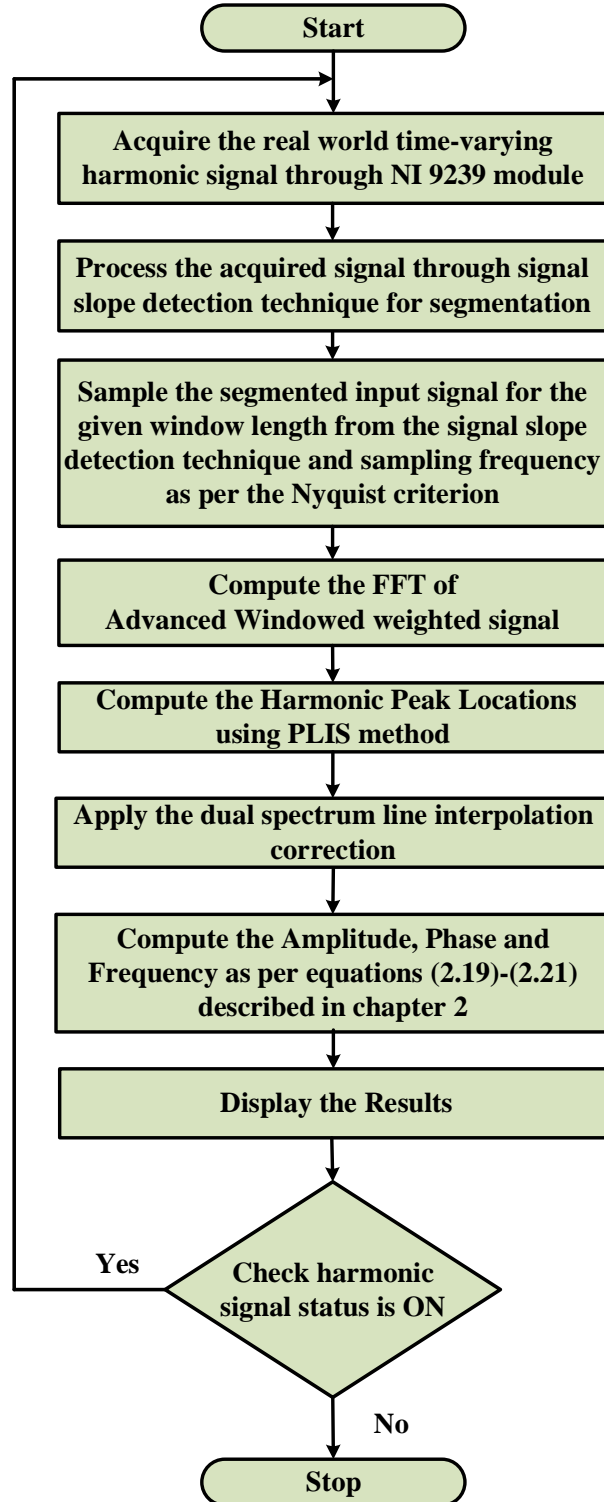 Start
Acquire the real world time-varying
harmonic signal through NI 9239 module
Process the acquired signal through signal
slope detection technique for segmentation
Sample the segmented input signal for the
given window length from the signal slope
detection technique and sampling frequency
as per the Nyquist criterion
Compute the FFT of
Advanced Windowed weighted signal
Compute the Harmonic Peak Locations
using PLIS method
Apply the dual spectrum line interpolation
correction
Compute the Amplitude, Phase and
Frequency as per equations (2.19)-(2.21)
described in chapter 2
Display the Results
Yes
Check harmonic
signal status is ON
No
Stop